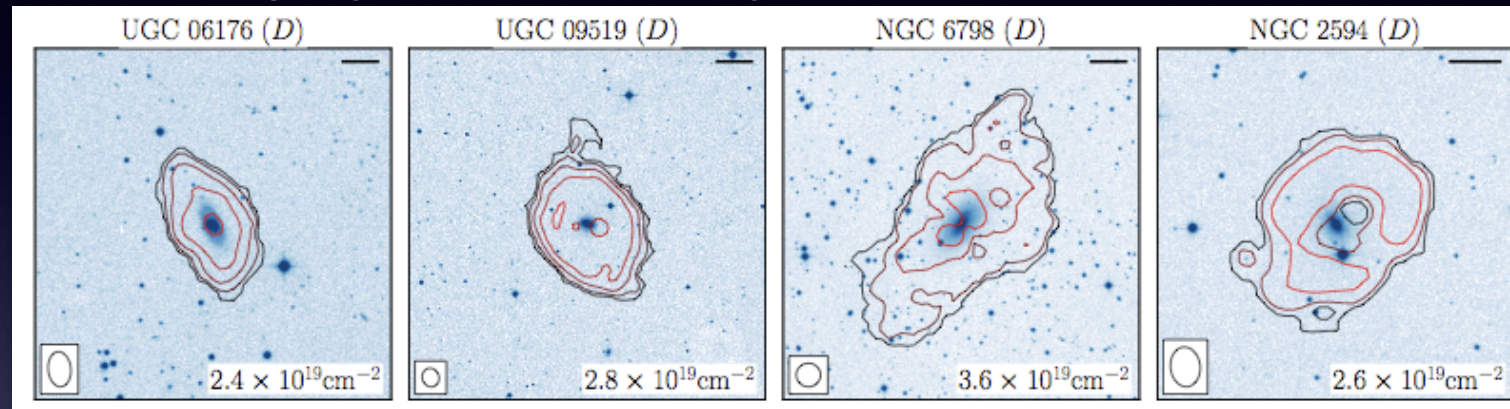 UGC 06176 (D)
UGC 09519 (D)
NGC 6798 (D)
NGC 2594 (D)
2.4 × 10¹⁹cm⁻²
2.8 × 10¹⁹cm⁻²
3.6 × 10¹⁹cm⁻²
2.6 × 10¹⁹cm⁻²